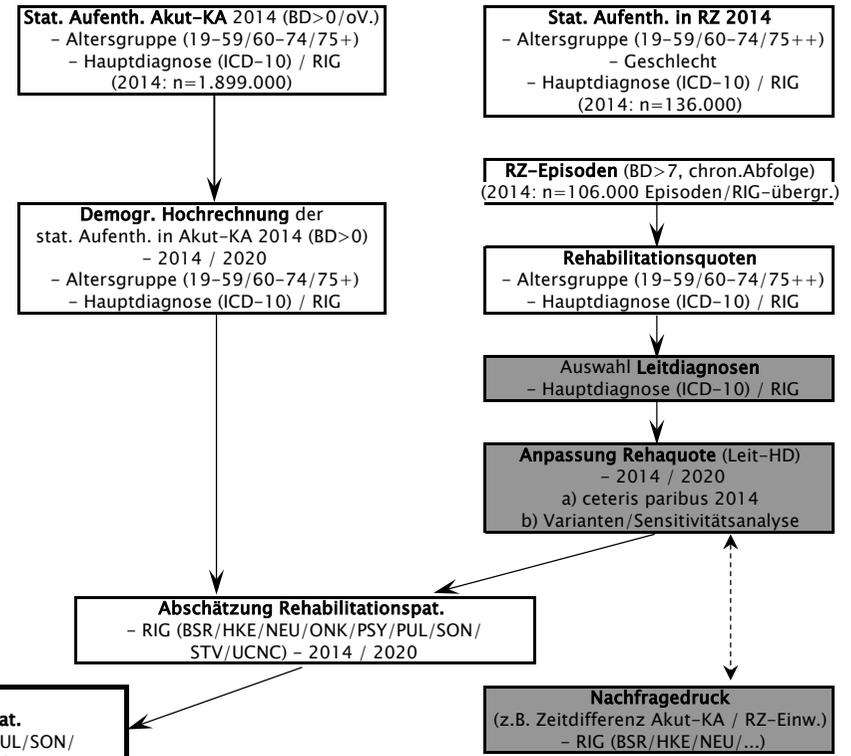 Stat. Aufenth. Akut-KA 2014 (BD>0/oV.)
– Altersgruppe (19-59/60-74/75+)
– Hauptdiagnose (ICD-10) / RIG
(2014: n=1.899.000)
Stat. Aufenth. in RZ 2014
– Altersgruppe (19-59/60-74/75++)
– Geschlecht
– Hauptdiagnose (ICD-10) / RIG
(2014: n=136.000)
RZ-Episoden (BD>7, chron.Abfolge)
(2014: n=106.000 Episoden/RIG-übergr.)
Demogr. Hochrechnung der
stat. Aufenth. in Akut-KA 2014 (BD>0)
– 2014 / 2020
– Altersgruppe (19-59/60-74/75+)
– Hauptdiagnose (ICD-10) / RIG
Rehabilitationsquoten
– Altersgruppe (19-59/60-74/75++)
– Hauptdiagnose (ICD-10) / RIG
Auswahl Leitdiagnosen
– Hauptdiagnose (ICD-10) / RIG
Anpassung Rehaquote (Leit-HD)
– 2014 / 2020
a) ceteris paribus 2014
b) Varianten/Sensitivitätsanalyse
Abschätzung Rehabilitationspat.
– RIG (BSR/HKE/NEU/ONK/PSY/PUL/SON/
STV/UCNC) – 2014 / 2020
at.
UL/SON/
Nachfragedruck
(z.B. Zeitdifferenz Akut-KA / RZ-Einw.)
– RIG (BSR/HKE/NEU/...)